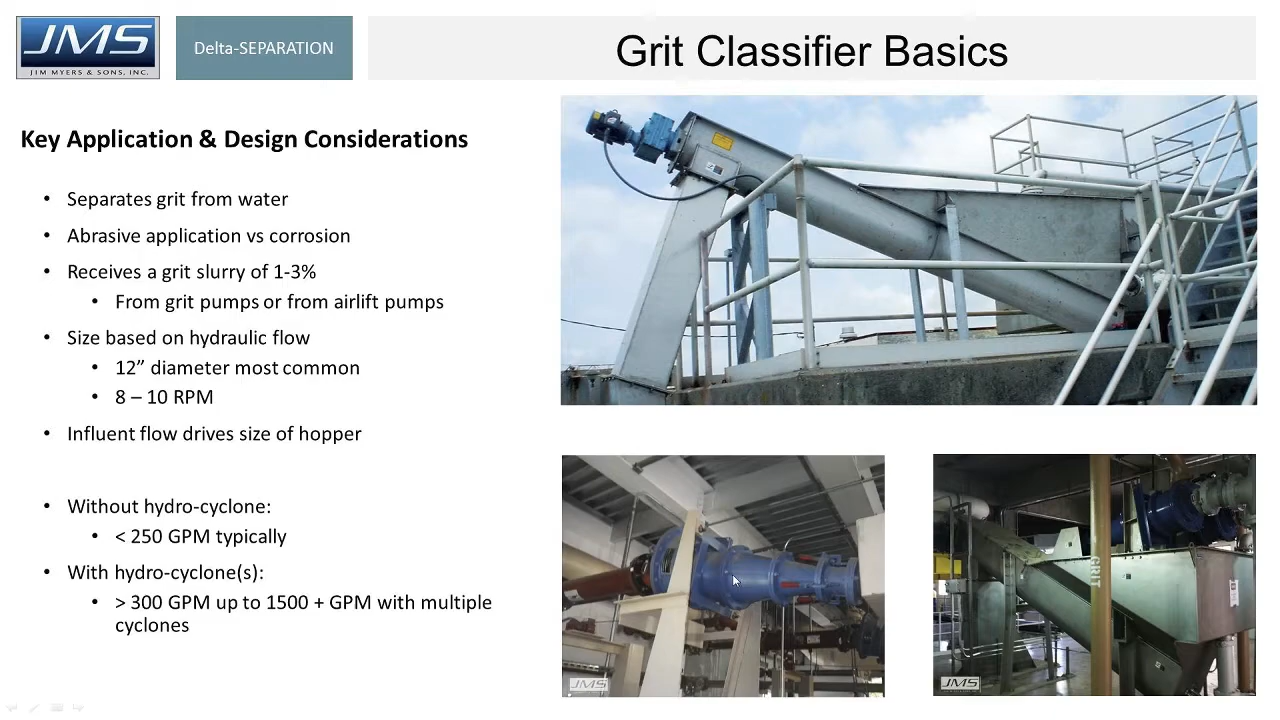 JMS
JIM MYERS & SONS, INC.
Delta-SEPARATION
Grit Classifier Basics
Key Application & Design Considerations
• Separates grit from water
• Abrasive application vs corrosion
• Receives a grit slurry of 1-3%
• From grit pumps or from airlift pumps
• Size based on hydraulic flow
• 12” diameter most common
• 8 – 10 RPM
• Influent flow drives size of hopper
• Without hydro-cyclone:
• < 250 GPM typically
• With hydro-cyclone(s):
• > 300 GPM up to 1500 + GPM with multiple
cyclones
GRIT
JMS
JMS